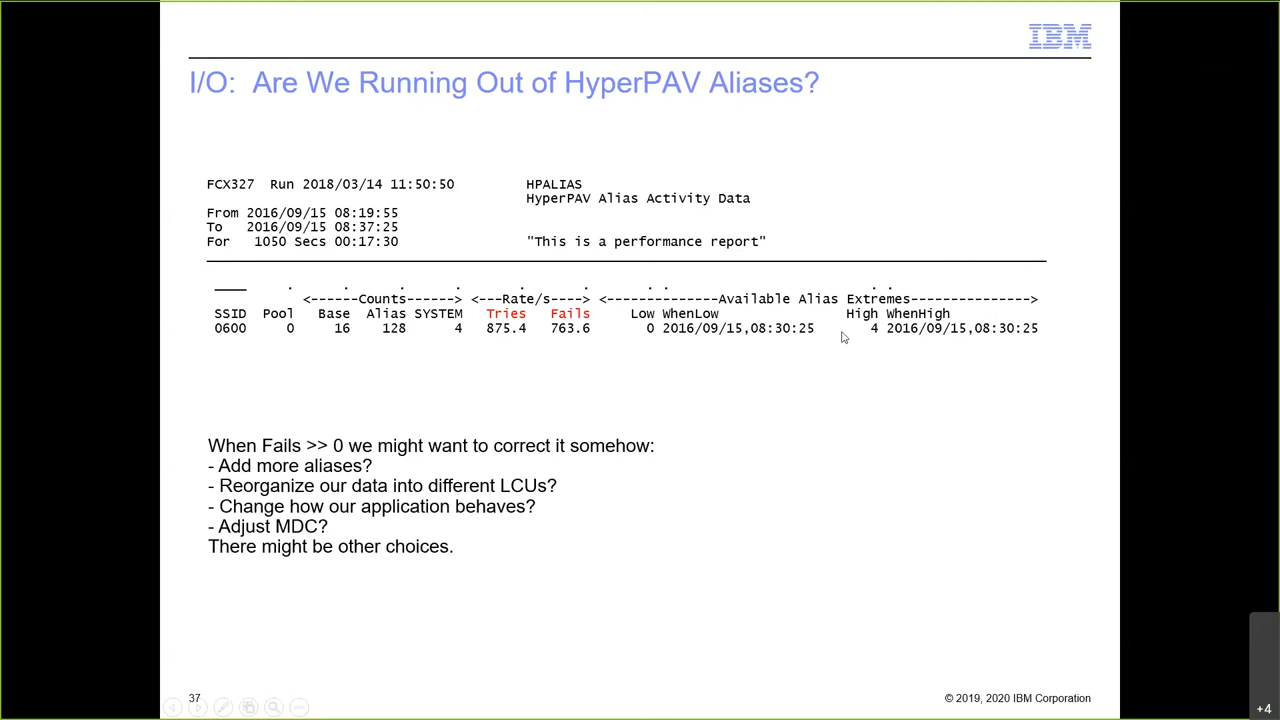 IBM
I/O: Are We Running Out of HyperPAV Aliases?
FCX327 Run 2018/03/14 11:50:50 HPALIAS
HyperPAV Alias Activity Data
From 2016/09/15 08:19:55
To 2016/09/15 08:37:25
For 1050 Secs 00:17:30 "This is a performance report"
____ . . . . . . . . . .
<------Counts------> <---Rate/s----> <--------------Available Alias Extremes--------------->
SSID Pool Base Alias SYSTEM Tries Fails Low WhenLow High WhenHigh
0600 0 16 128 4 875.4 763.6 0 2016/09/15,08:30:25 4 2016/09/15,08:30:25
When Fails >> 0 we might want to correct it somehow:
- Add more aliases?
- Reorganize our data into different LCUs?
- Change how our application behaves?
- Adjust MDC?
There might be other choices.
37
© 2019, 2020 IBM Corporation
+4